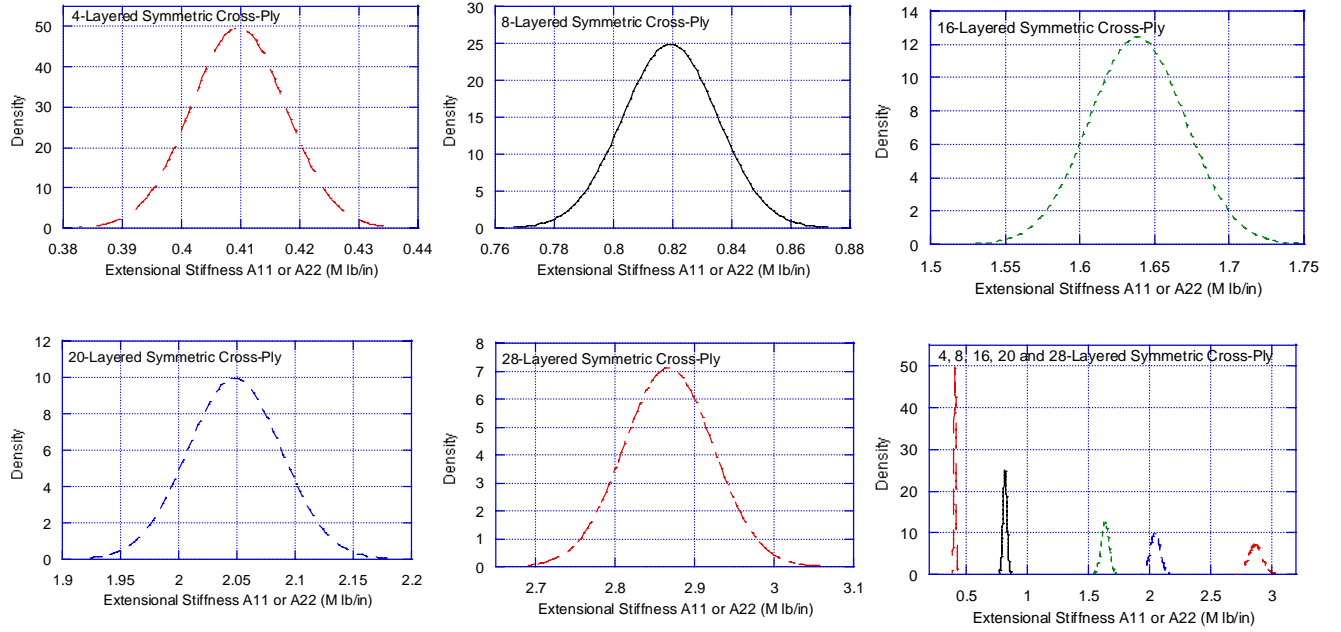 4-Layered Symmetric Cross-Ply
50
40
30
20
10
0
Density
0.38 0.39 0.4 0.41 0.42 0.43 0.44
Extensional Stiffness A11 or A22 (M lb/in)
30
8-Layered Symmetric Cross-Ply
25
20
15
10
5
0
Density
0.76 0.78 0.8 0.82 0.84 0.86 0.88
Extensional Stiffness A11 or A22 (M lb/in)
14
16-Layered Symmetric Cross-Ply
12
10
8
6
4
2
0
Density
1.5 1.55 1.6 1.65 1.7 1.75
Extensional Stiffness A11 or A22 (M lb/in)
12
20-Layered Symmetric Cross-Ply
10
8
6
4
2
0
Density
1.9 1.95 2 2.05 2.1 2.15 2.2
Extensional Stiffness A11 or A22 (M lb/in)
8
28-Layered Symmetric Cross-Ply
7
6
5
4
3
2
1
0
Density
2.7 2.8 2.9 3 3.1
Extensional Stiffness A11 or A22 (M lb/in)
4, 8, 16, 20 and 28-Layered Symmetric Cross-Ply
50
40
30
20
10
0
Density
0.5 1 1.5 2 2.5 3
Extensional Stiffness A11 or A22 (M lb/in)